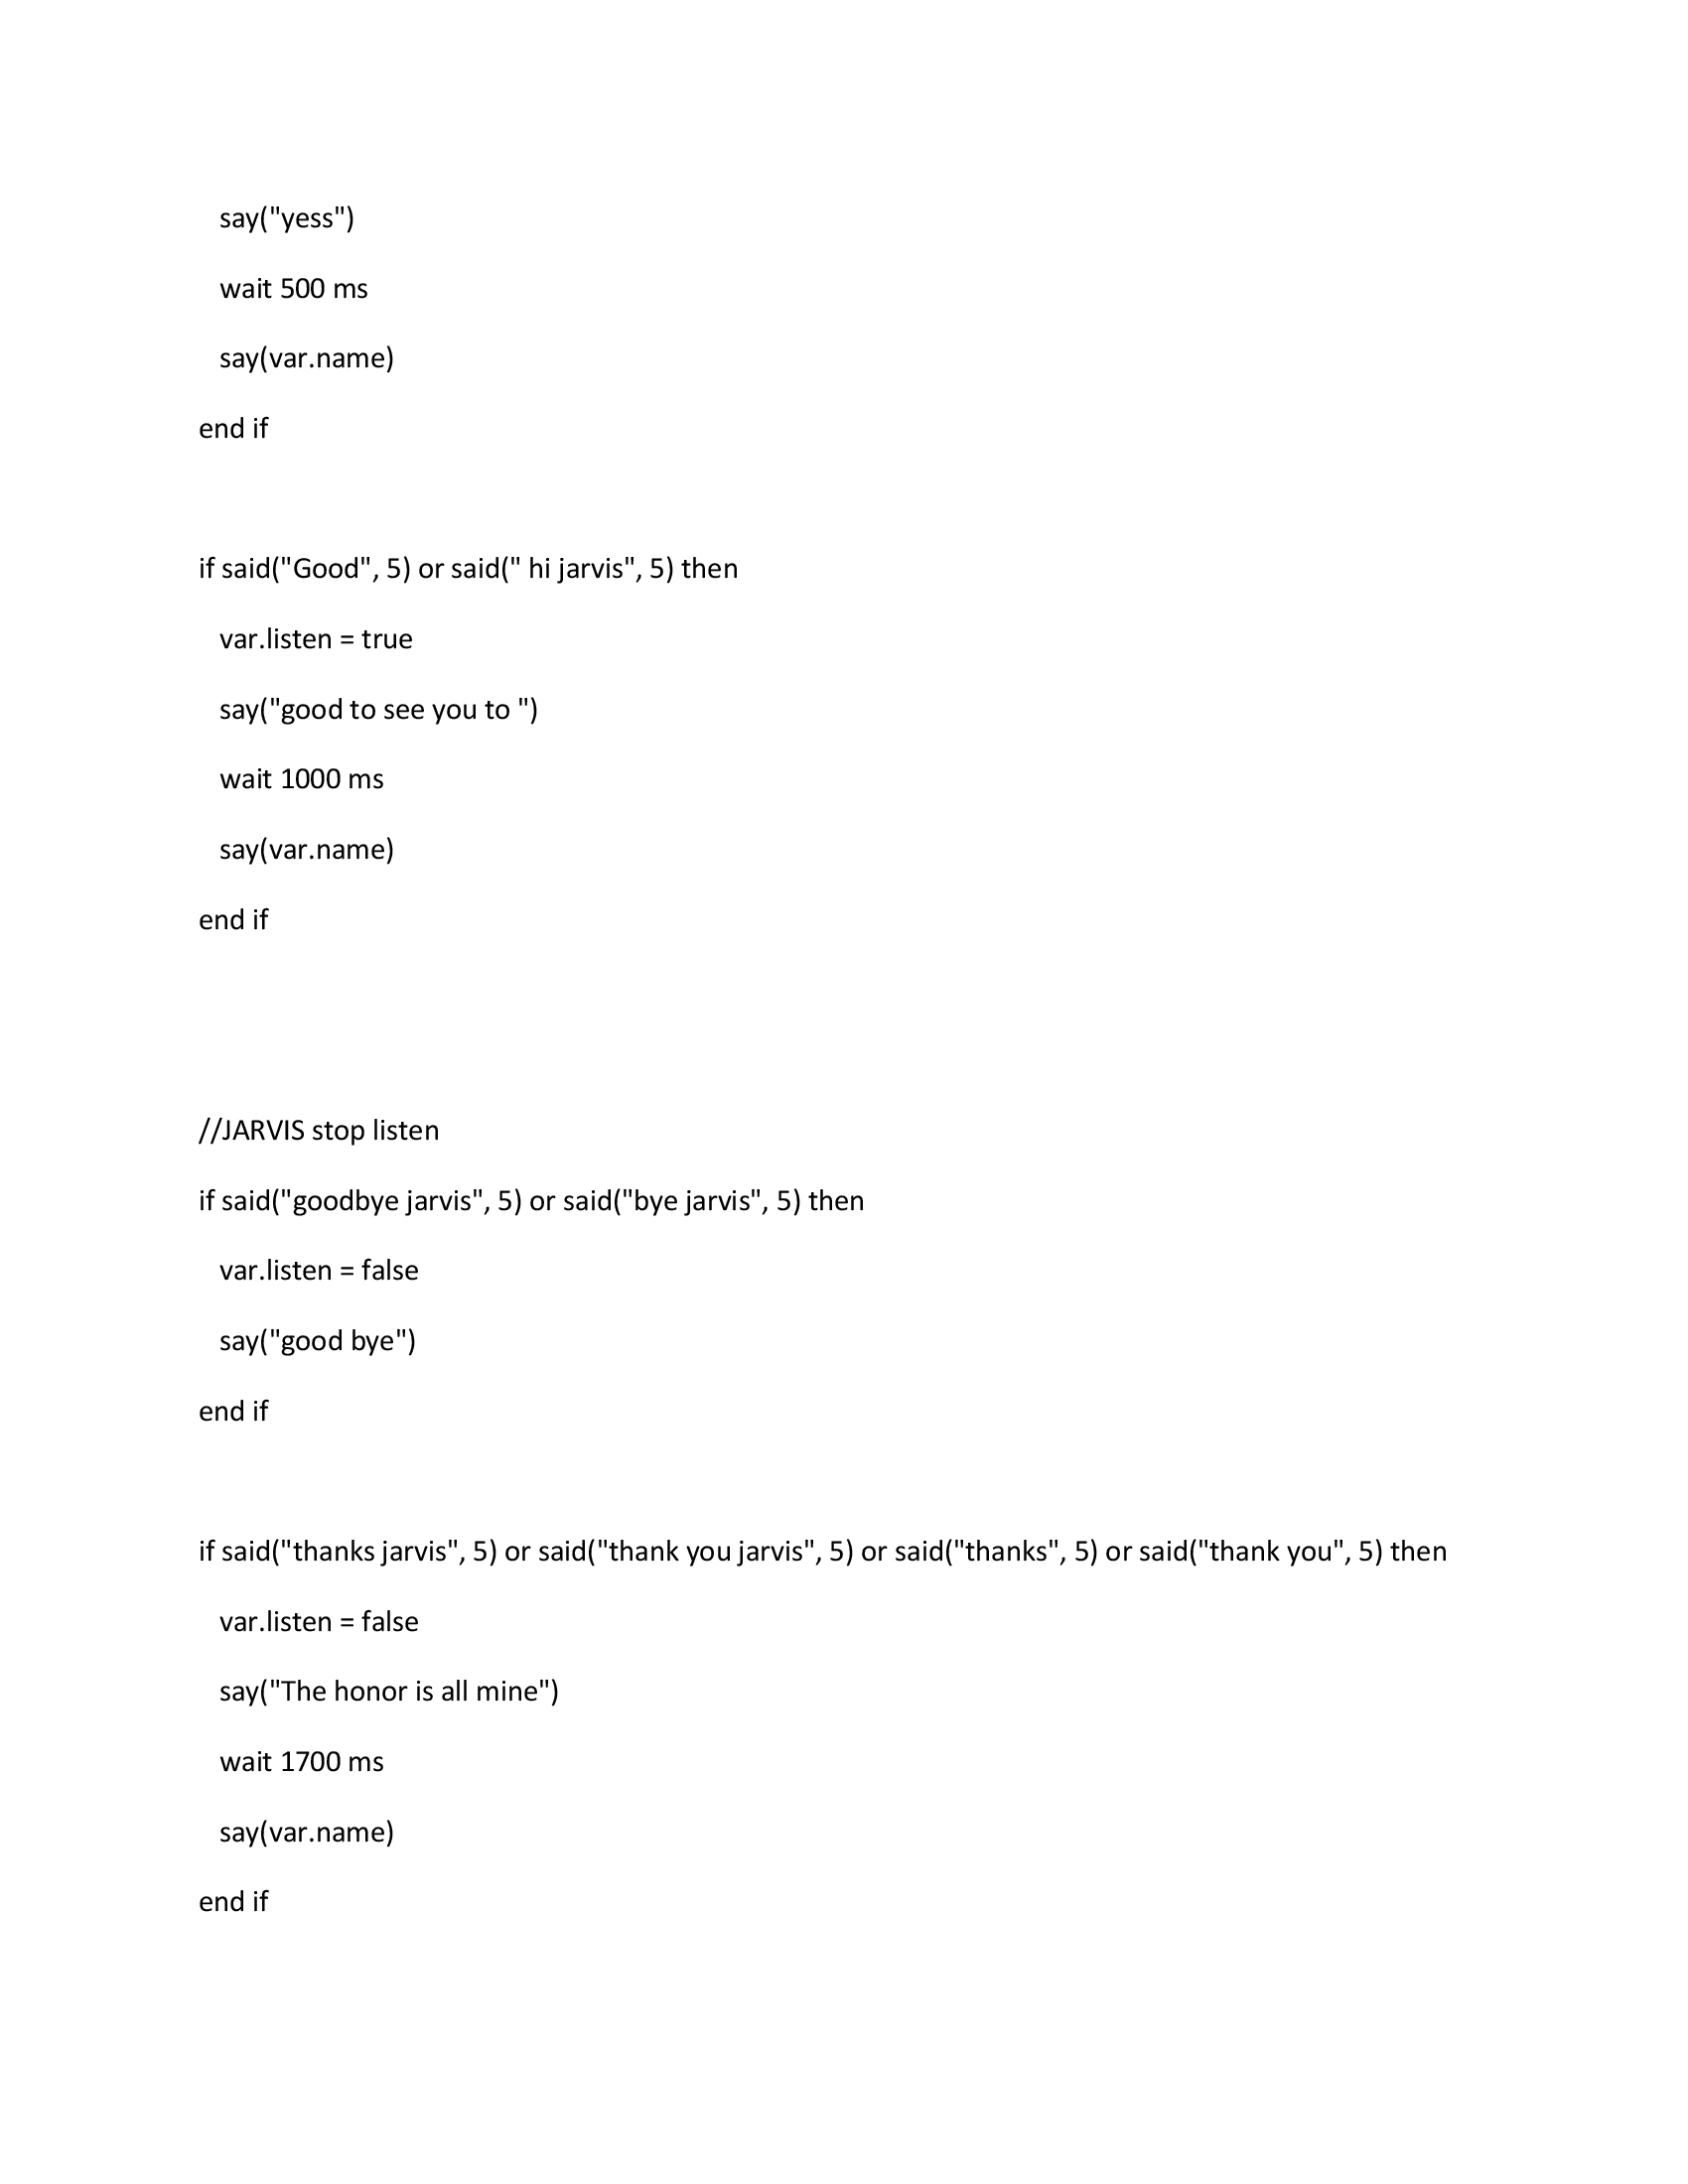 say("yess")
wait 500 ms
say(var.name)
end if
if said("Good", 5) or said(" hi jarvis", 5) then
var.listen = true
say("good to see you to ")
wait 1000 ms
say(var.name)
end if
//JARVIS stop listen
if said("goodbye jarvis", 5) or said("bye jarvis", 5) then
var.listen = false
say("good bye")
end if
if said("thanks jarvis", 5) or said("thank you jarvis", 5) or said("thanks", 5) or said("thank you", 5) then
var.listen = false
say("The honor is all mine")
wait 1700 ms
say(var.name)
end if